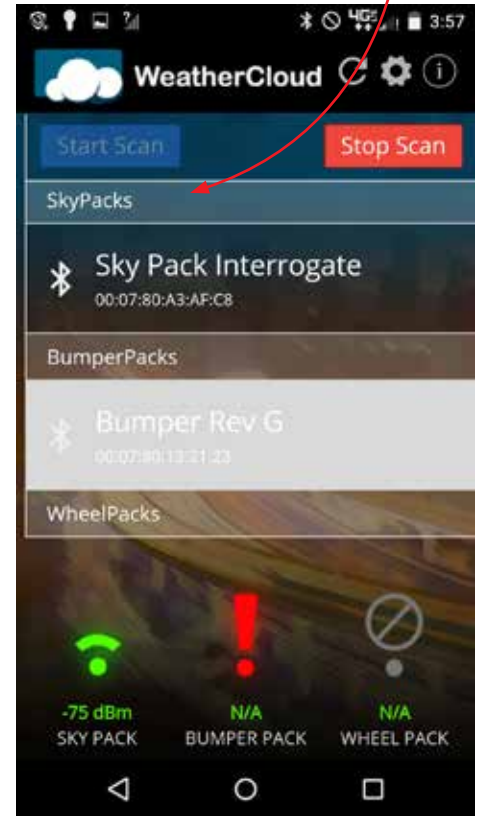 4G 3:57
WeatherCloud
Start Scan Stop Scan
SkyPacks
Sky Pack Interrogate
00:07:80:A3:AF:C8
BumperPacks
Bumper Rev G
00:07:80:13:21:23
WheelPacks
-75 dBm N/A N/A
SKY PACK BUMPER PACK WHEEL PACK